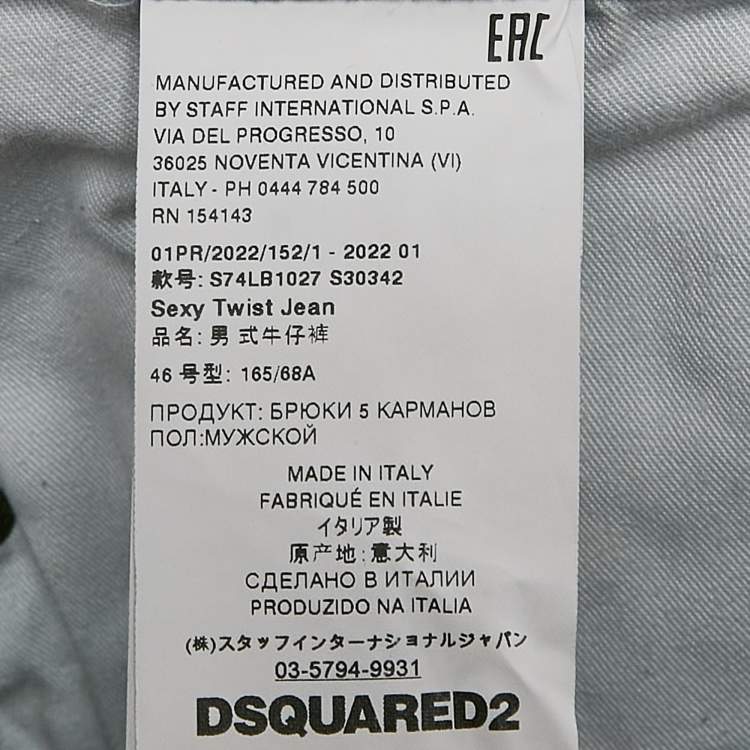 EAC
MANUFACTURED AND DISTRIBUTED
BY STAFF INTERNATIONAL S.P.A.
VIA DEL PROGRESSO, 10
36025 NOVENTA VICENTINA (VI)
ITALY - PH 0444 784 500
RN 154143
01PR/2022/152/1 - 2022 01
款号: S74LB1027 S30342
Sexy Twist Jean
品名: 男 式牛仔裤
46 号型: 165/68A
ПРОДУКТ: БРЮКИ 5 КАРМАНОВ
ПОЛ:МУЖСКОЙ
MADE IN ITALY
FABRIQUÉ EN ITALIE
イタリア製
原产地:意大利
СДЕЛАНО В ИТАЛИИ
PRODUZIDO NA ITALIA
(株)スタッフインターナショナルジャパン
03-5794-9931
DSQUARED2